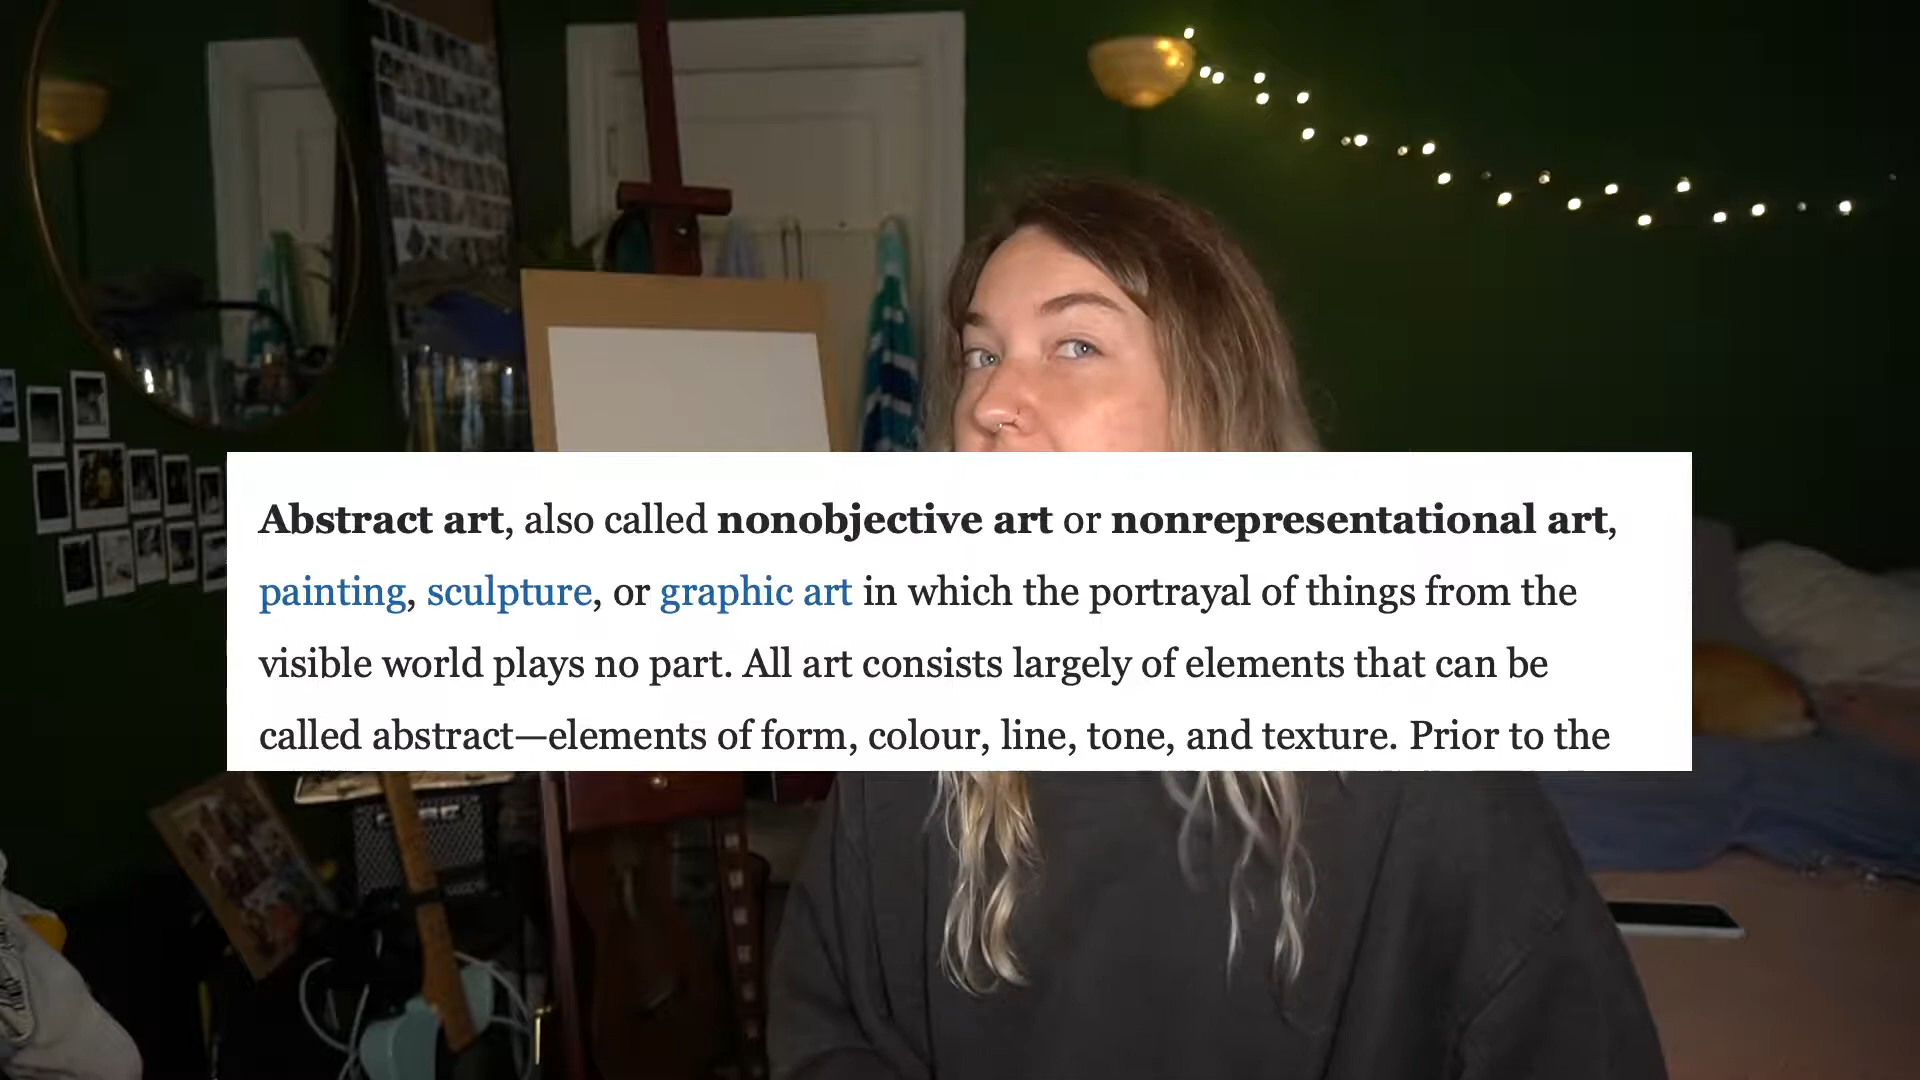 Abstract art, also called nonobjective art or nonrepresentational art,
painting, sculpture, or graphic art in which the portrayal of things from the
visible world plays no part. All art consists largely of elements that can be
called abstract—elements of form, colour, line, tone, and texture. Prior to the